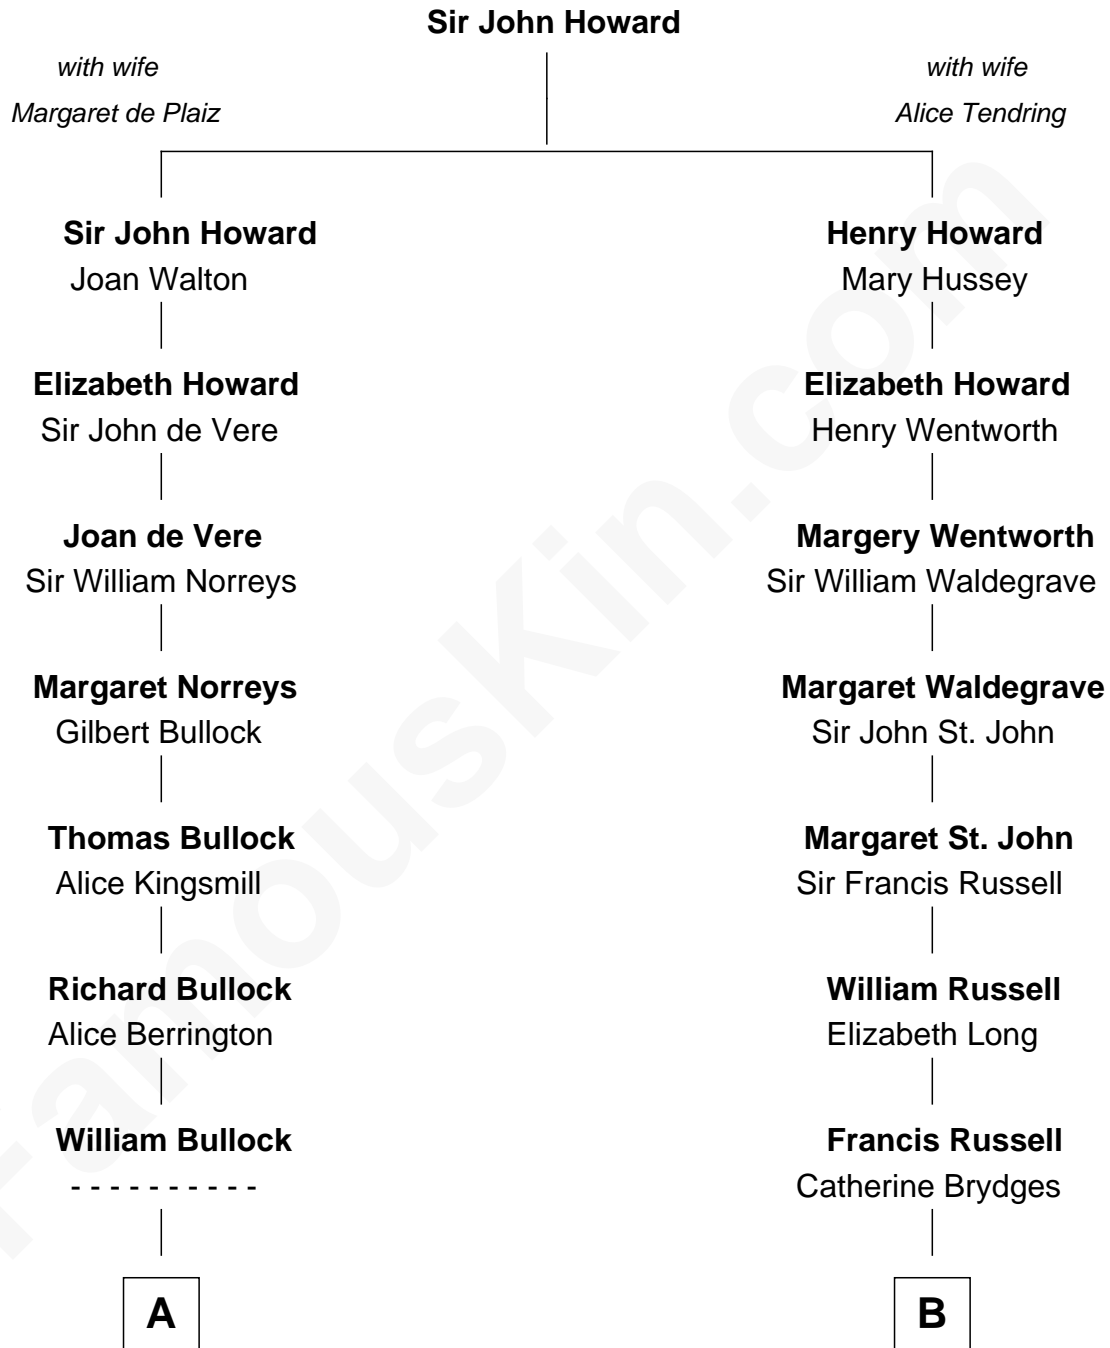 Sir John Howard
with wife
Margaret de Plaiz
with wife
Alice Tendring
Sir John Howard
Joan Walton
Henry Howard
Mary Hussey
Elizabeth Howard
Sir John de Vere
Elizabeth Howard
Henry Wentworth
Joan de Vere
Sir William Norreys
Margery Wentworth
Sir William Waldegrave
Margaret Norreys
Gilbert Bullock
Margaret Waldegrave
Sir John St. John
Thomas Bullock
Alice Kingsmill
Margaret St. John
Sir Francis Russell
Richard Bullock
Alice Berrington
William Russell
Elizabeth Long
William Bullock
- - - - - - - - - -
Francis Russell
Catherine Brydges
A
B
FamousKin.com